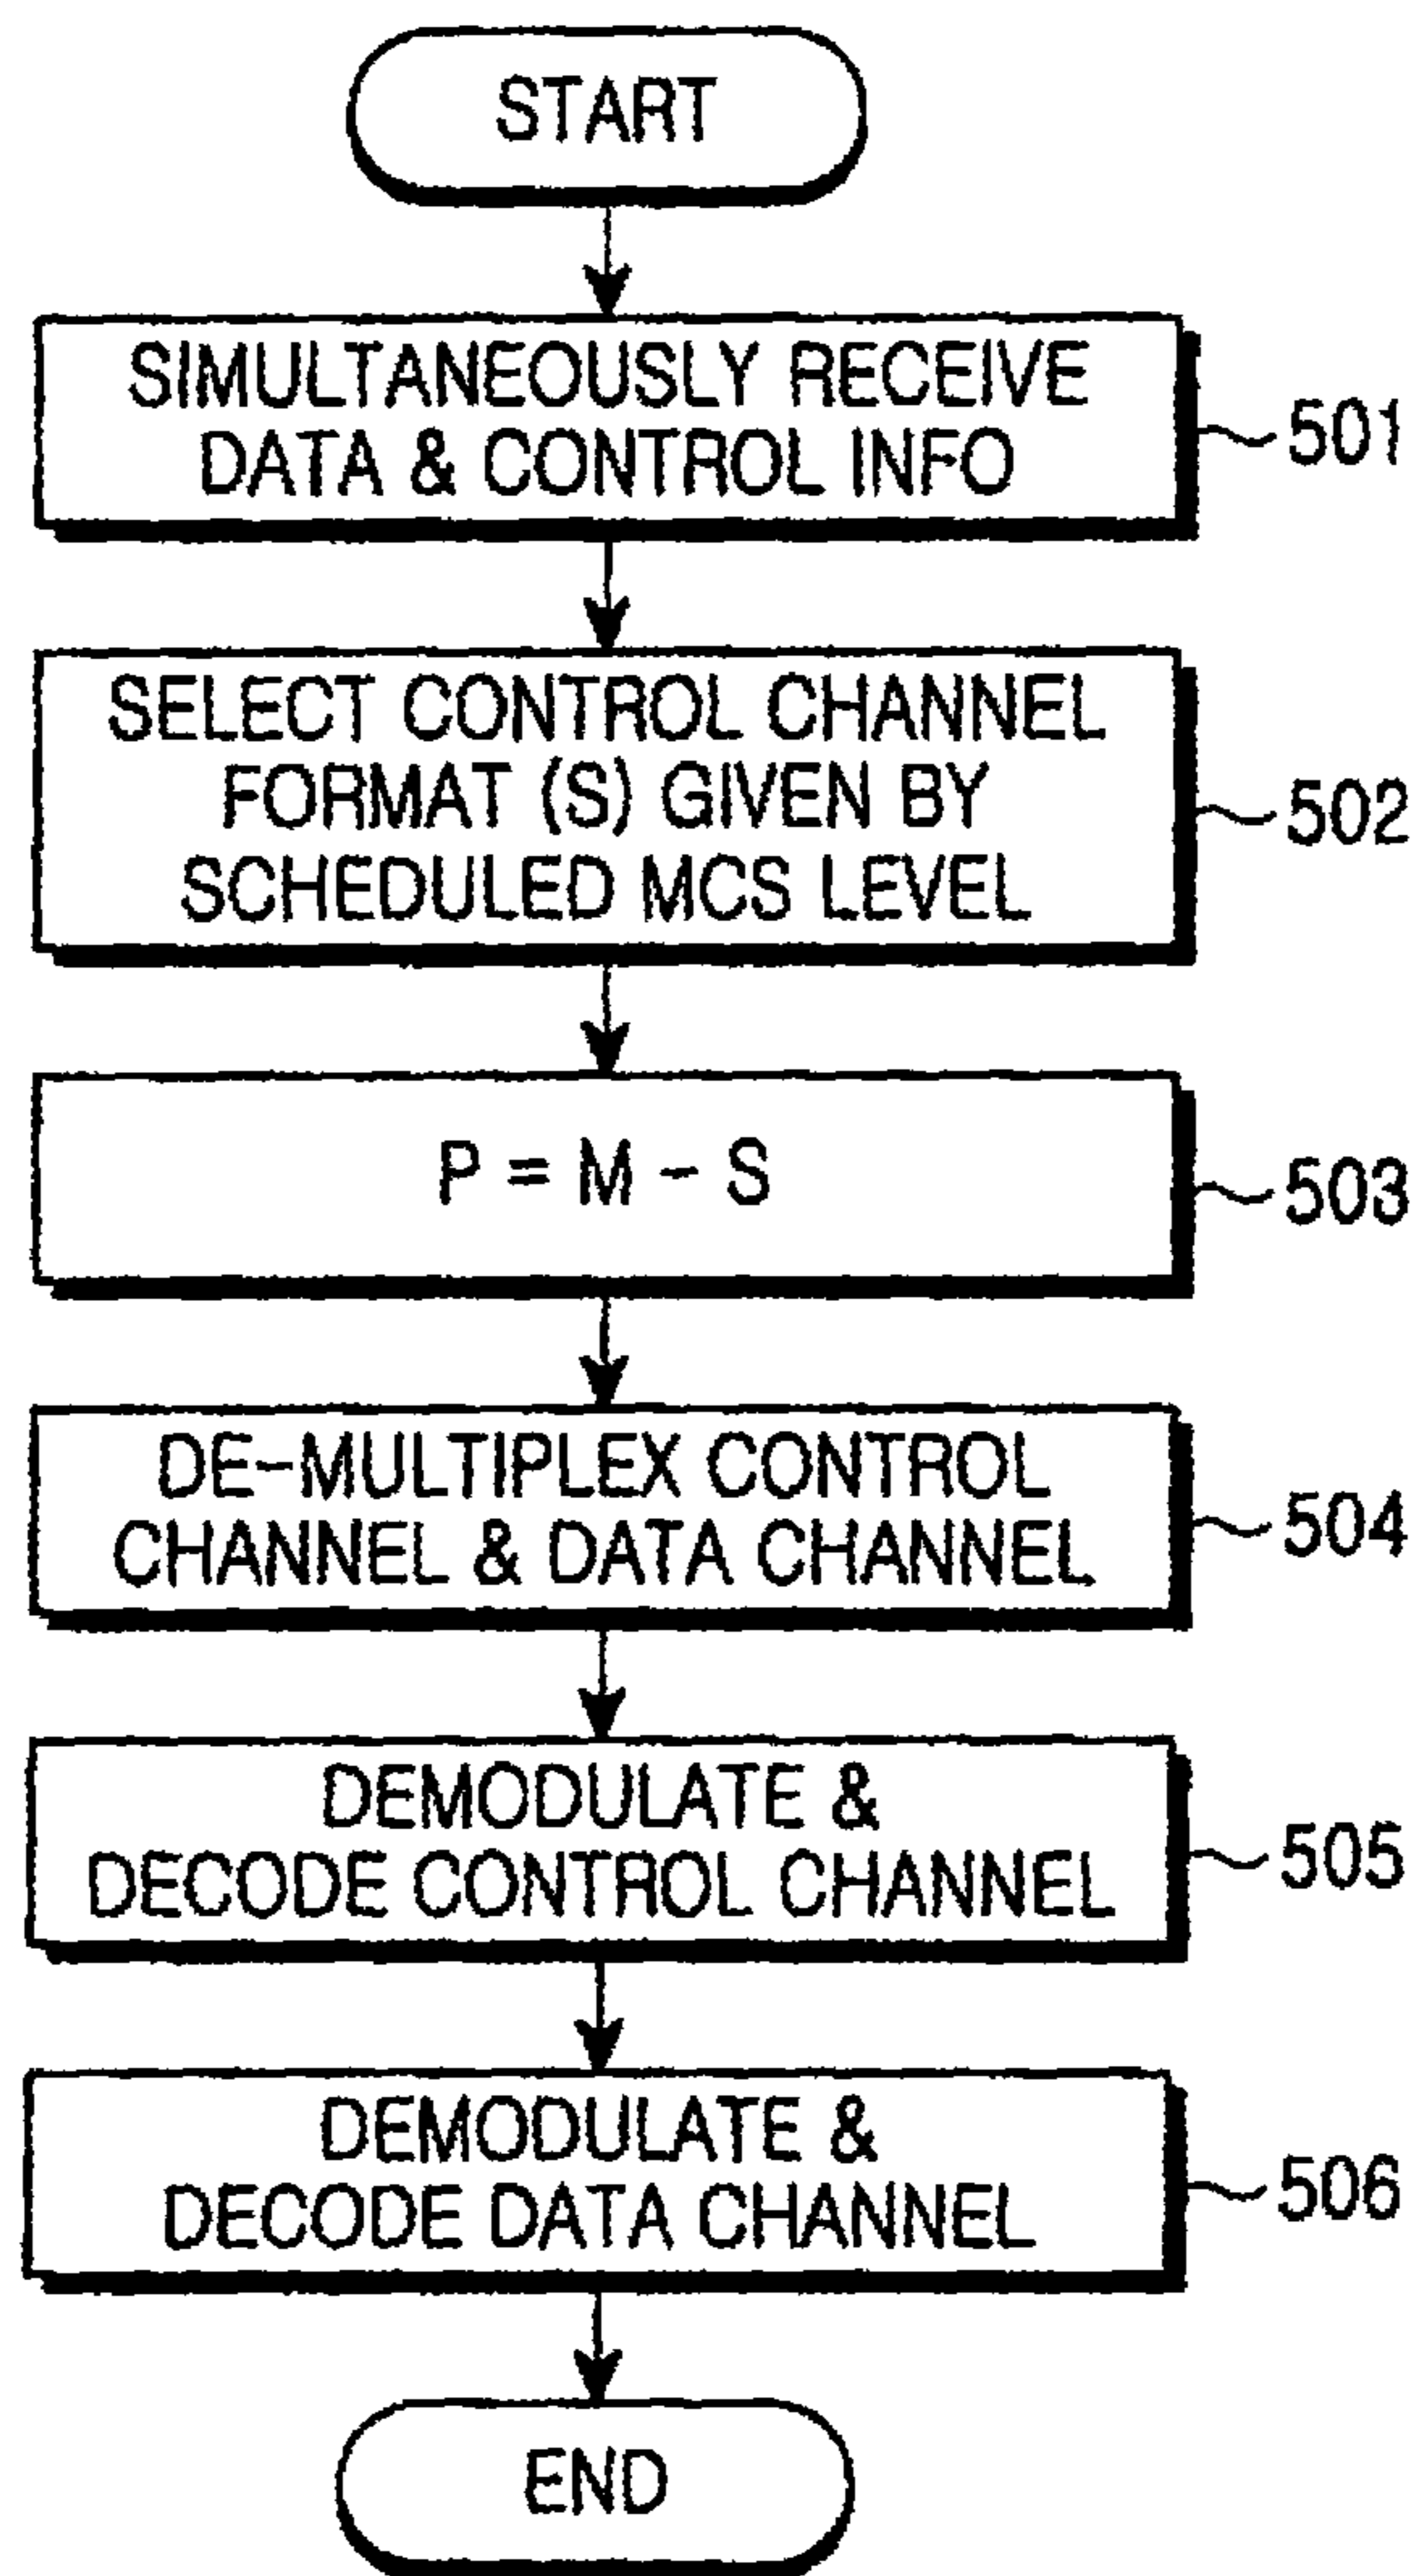 START
SIMULTANEOUSLY RECEIVE
DATA & CONTROL INFO
501
SELECT CONTROL CHANNEL
FORMAT (S) GIVEN BY
SCHEDULED MCS LEVEL
502
P = M - S
503
DE-MULTIPLEX CONTROL
CHANNEL & DATA CHANNEL
504
DEMODULATE &
DECODE CONTROL CHANNEL
505
DEMODULATE &
DECODE DATA CHANNEL
506
END